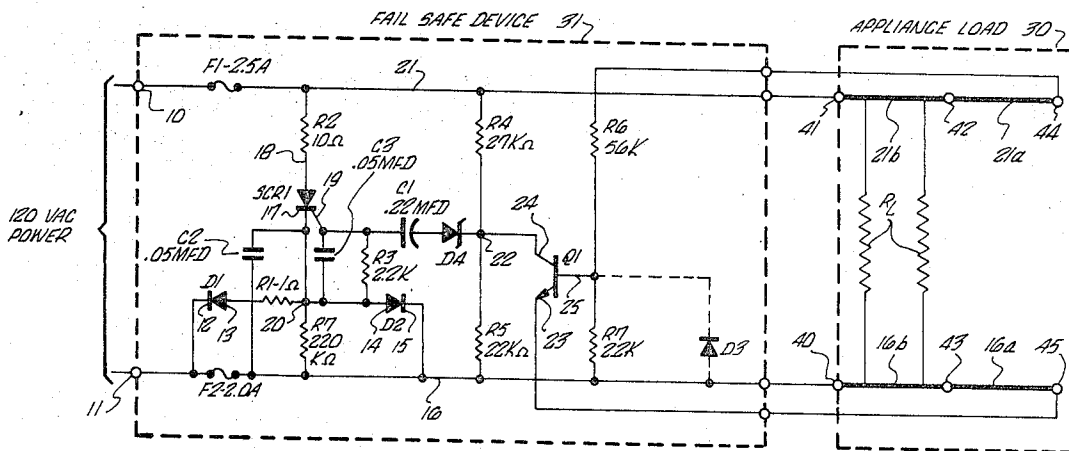 FAIL SAFE DEVICE 31
APPLIANCE LOAD 30
F1-2.5A
21
10
R2
10Ω
18
C3
.05MFD
19
SCR1
17
C1
.22MFD
R4
27KΩ
R6
56K
41
42
44
21b
21a
120 VAC
POWER
C2
.05MFD
D4
22
24
Q1
25
23
RL
D1
12
13
R1-1Ω
20
R3
2.2K
14
D2
15
R7
220
KΩ
R5
22KΩ
R7
22K
D3
40
16b
43
16a
45
11
F2-2.0A
16